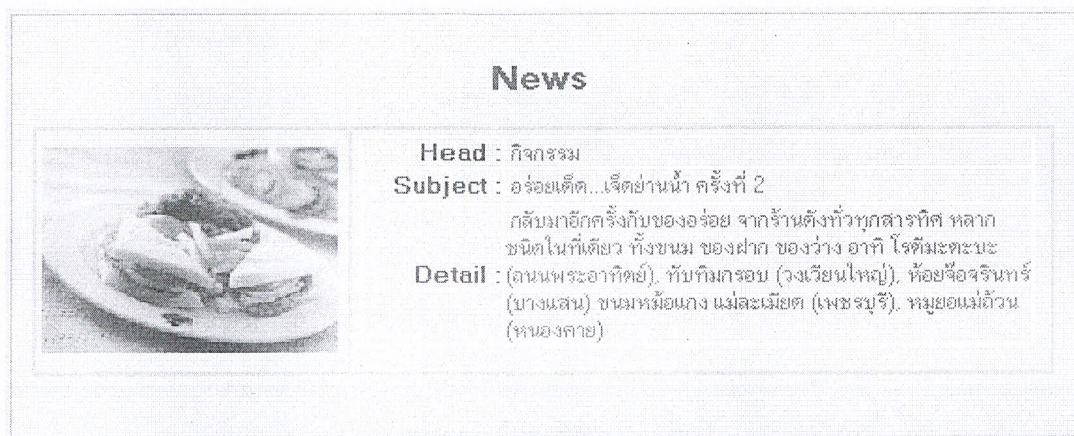 News
Head : กิจกรรม
Subject : อร่อยเด็ด...เจ็ดย่านน้ำ ครั้งที่ 2
กลับมาอีกครั้งกับของอร่อย จากร้านดังทั่วทุกสารทิศ หลาก
ชนิดในที่เดียว ทั้งขนม ของฝาก ของว่าง อาทิ โรตีมะตะบะ
Detail : (ถนนพระอาทิตย์), ทับทิมกรอบ (วงเวียนใหญ่), ห้อยจ๊อจรินทร์
(บางแสน) ขนมหม้อแกง แม่ละเมียด (เพชรบุรี), หมูยอแม่ถ้วน
(หนองคาย)